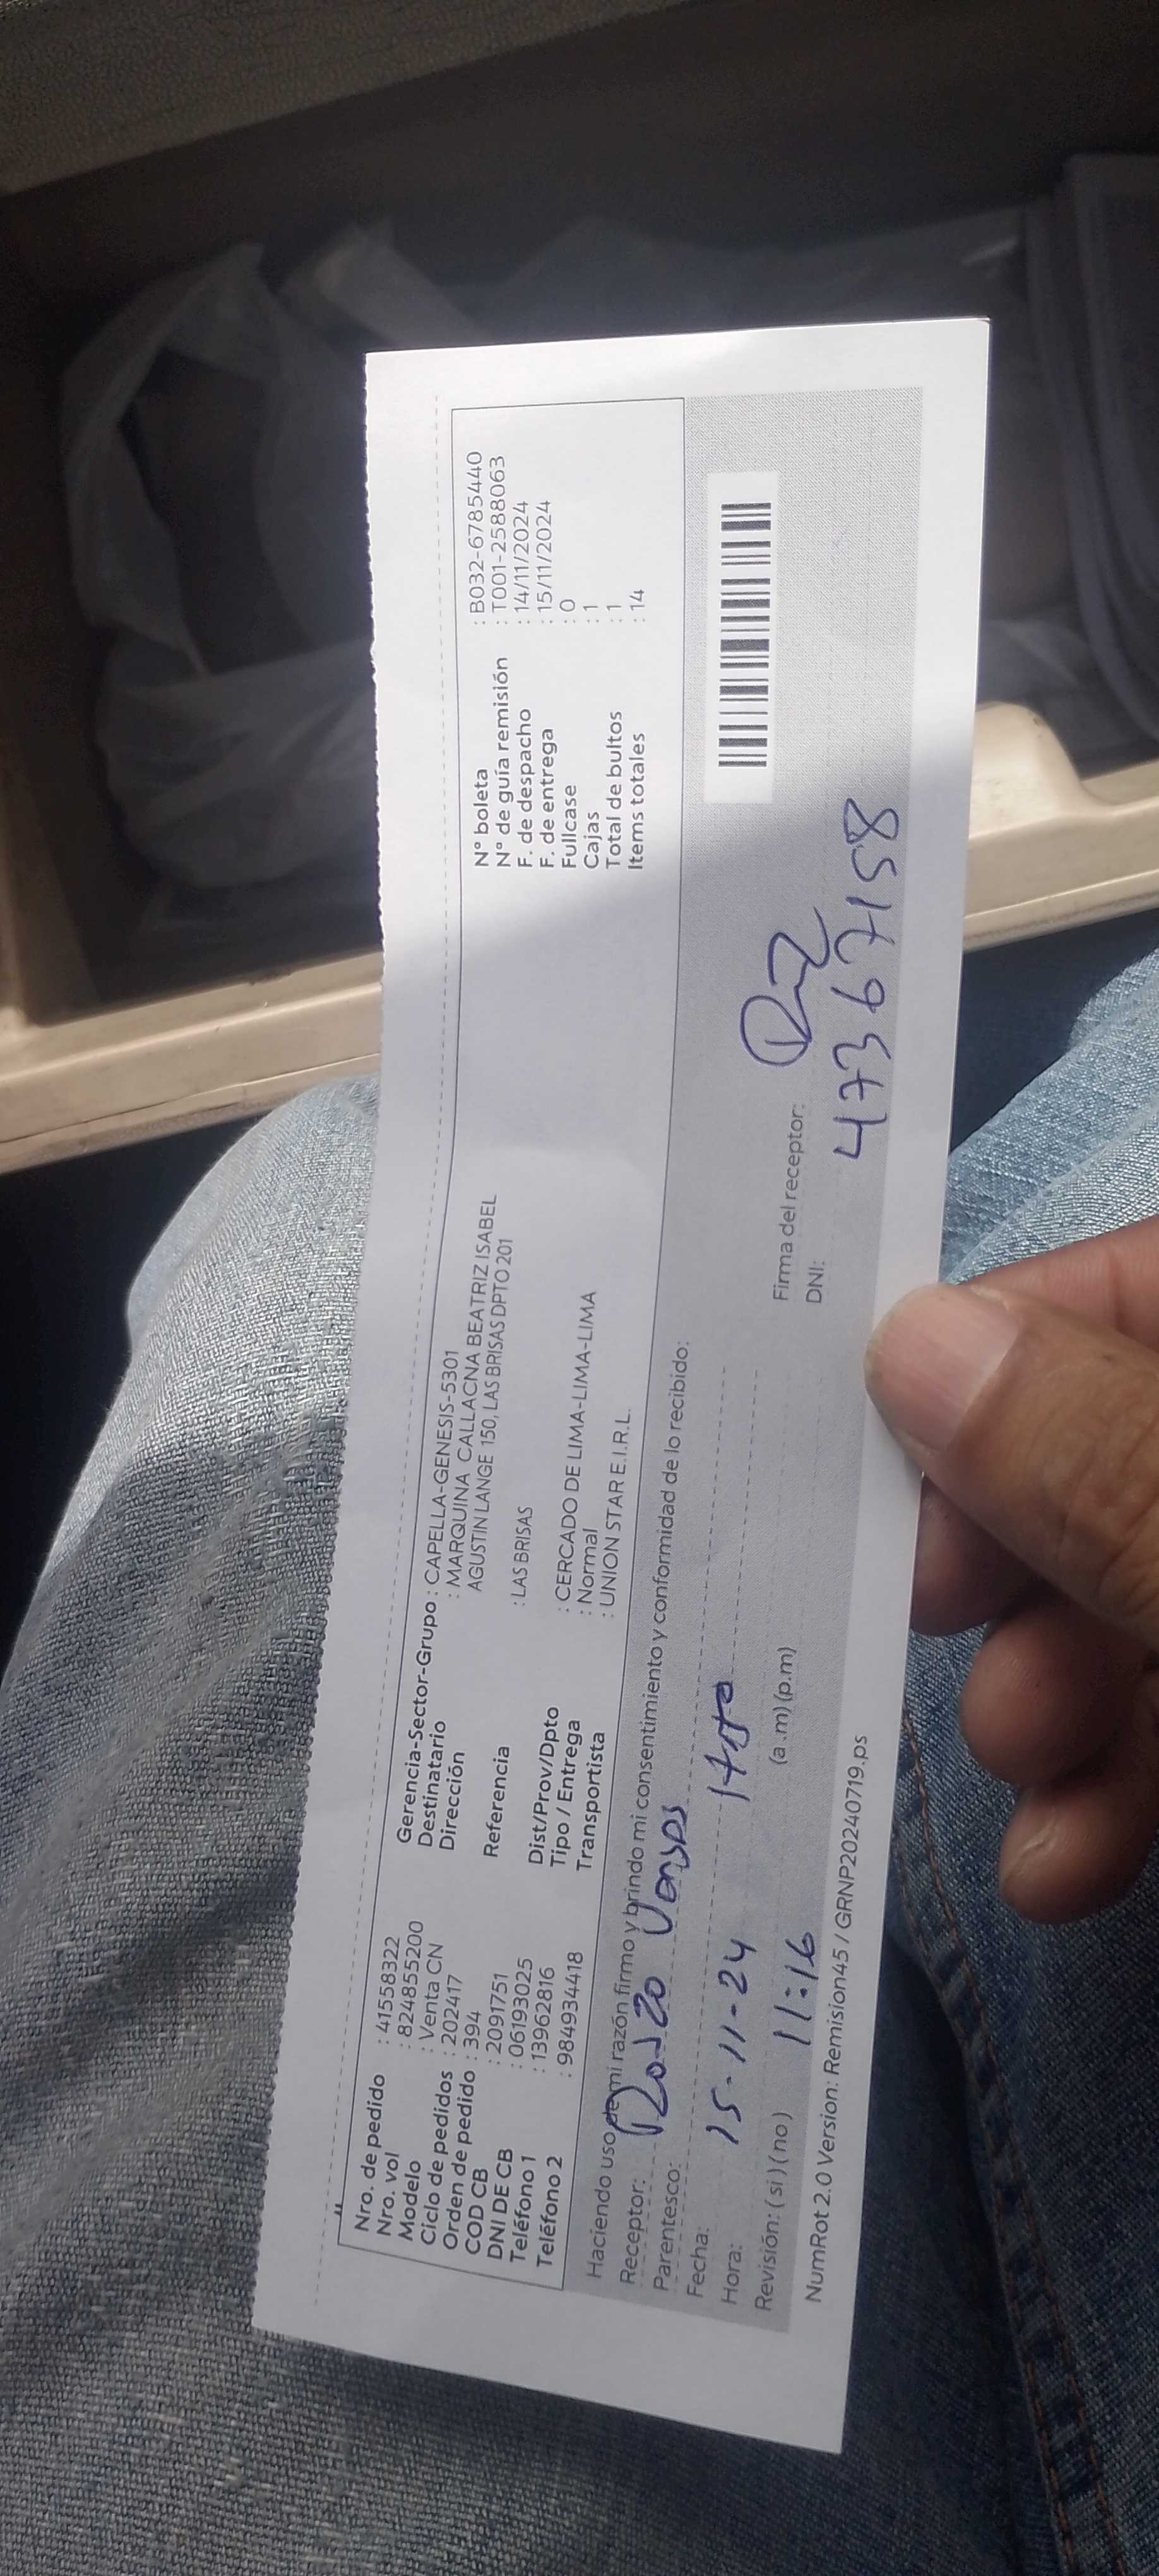 Nro. de pedido : 41558322
Nro. vol : 8248552​00
Modelo : Venta CN
Ciclo de pedidos : 202417
Orden de pedido : 394
COD CB : 2091751
DNI DE CB : 06193025
Teléfono 1 : 13962816
Teléfono 2 : 984934418
Gerencia-Sector-Grupo : CAPELLA-GENESIS-5301
Destinatario : MARQUINA CALLACNA BEATRIZ ISABEL
Dirección AGUSTIN LANGE 150, LAS BRISAS DPTO 201
Referencia : LAS BRISAS
Dist/Prov/Dpto : CERCADO DE LIMA-LIMA-LIMA
Tipo / Entrega : Normal
Transportista : UNION STAR E.I.R.L.
N° boleta : B032-6785440
N° de guía remisión : T001-2588063
F. de despacho : 14/11/2024
F. de entrega : 15/11/2024
Fullcase : 0
Cajas : 1
Total de bultos : 1
Items totales : 14
Haciendo uso de mi razón firmo y brindo mi consentimiento y conformidad de lo recibido:
Receptor:
Parentesco:
Fecha: 15-11-24
Hora: 11:16 (a.m) (p.m)
Revisión: ( si ) ( no )
Firma del receptor:
DNI: 47367158
NumRot 2.0 Version: Remision45 / GRNP20240719.ps